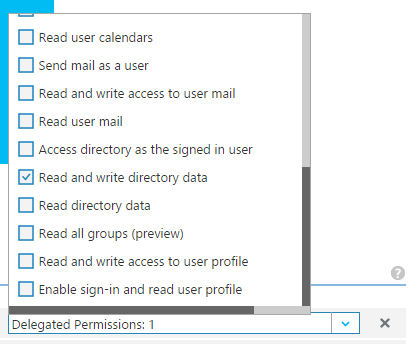 Read user calendars
Send mail as a user
Read and write access to user mail
Read user mail
Access directory as the signed in user
Read and write directory data
Read directory data
Read all groups (preview)
Read and write access to user profile
Enable sign-in and read user profile
?
Delegated Permissions: 1